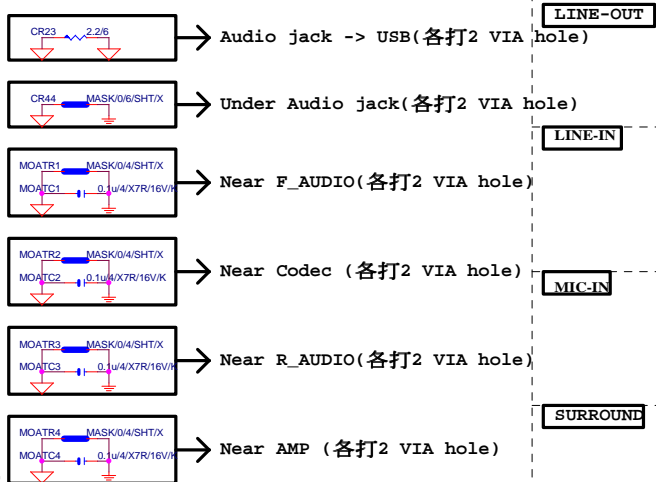 LINE-OUT
CR23 2.2/6
Audio jack -> USB(各打2 VIA hole)
CR44 MASK/0/6/SHT/X
Under Audio jack(各打2 VIA hole)
LINE-IN
MOATR1 MASK/0/4/SHT/X
MOATC1 0.1u/4/X7R/16V/K
Near F_AUDIO(各打2 VIA hole)
MOATR2 MASK/0/4/SHT/X
MOATC2 0.1u/4/X7R/16V/K
Near Codec (各打2 VIA hole)
MIC-IN
MOATR3 MASK/0/4/SHT/X
MOATC3 0.1u/4/X7R/16V/K
Near R_AUDIO(各打2 VIA hole)
SURROUND
MOATR4 MASK/0/4/SHT/X
MOATC4 0.1u/4/X7R/16V/K
Near AMP (各打2 VIA hole)